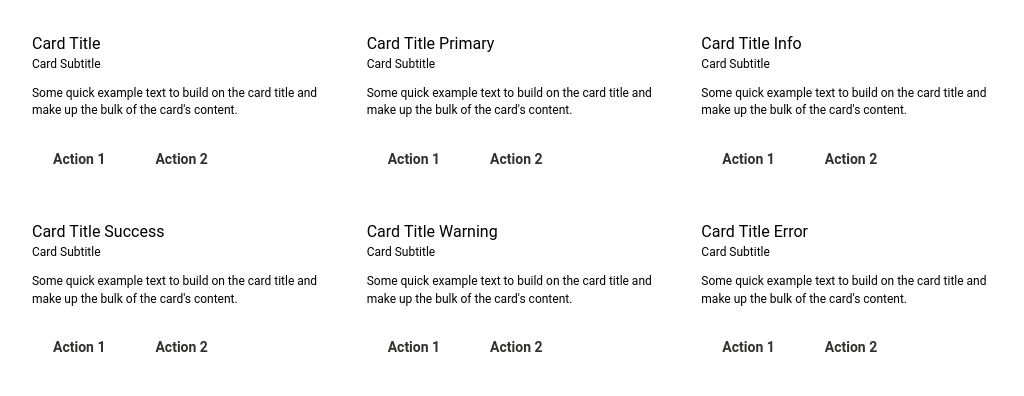 Card Title
Card Subtitle
Some quick example text to build on the card title and
make up the bulk of the card's content.
Action 1 Action 2
Card Title Primary
Card Subtitle
Some quick example text to build on the card title and
make up the bulk of the card's content.
Action 1 Action 2
Card Title Info
Card Subtitle
Some quick example text to build on the card title and
make up the bulk of the card's content.
Action 1 Action 2
Card Title Success
Card Subtitle
Some quick example text to build on the card title and
make up the bulk of the card's content.
Action 1 Action 2
Card Title Warning
Card Subtitle
Some quick example text to build on the card title and
make up the bulk of the card's content.
Action 1 Action 2
Card Title Error
Card Subtitle
Some quick example text to build on the card title and
make up the bulk of the card's content.
Action 1 Action 2